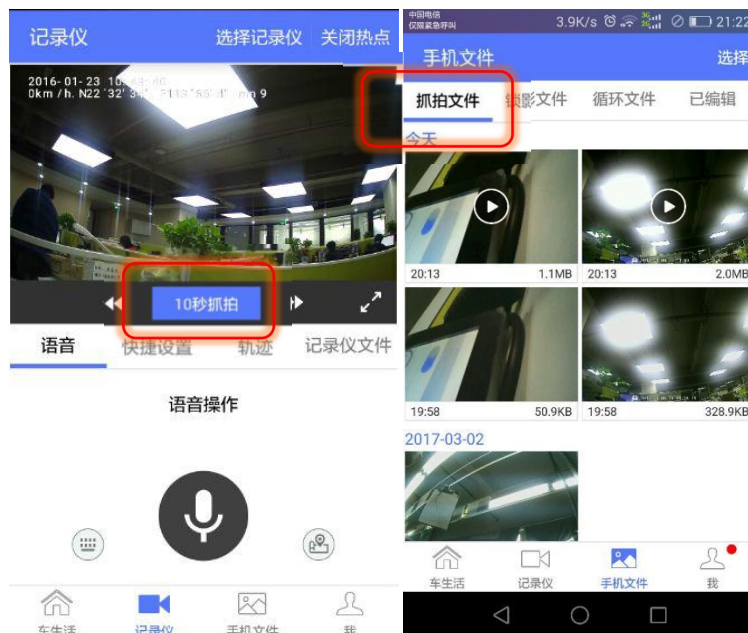 记录仪
选择记录仪
关闭热点
2016-01-23
0km/h. N22°32'
10秒抓拍
语音
快捷设置
轨迹
记录仪文件
语音操作
车生活
记录仪
手机文件
我
中国电信
仅限紧急呼叫
3.9K/s
21:22
手机文件
选择
抓拍文件
锁影文件
循环文件
已编辑
今天
20:13
1.1MB
20:13
2.0MB
19:58
50.9KB
19:58
328.9KB
2017-03-02
车生活
记录仪
手机文件
我